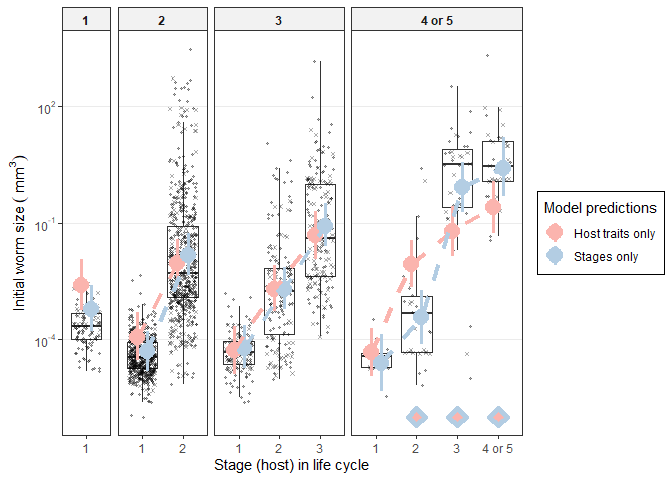 1 2 3 4 or 5
Initial worm size ( mm³)
10²
10⁻¹
10⁻⁴
1 1 2 1 2 3 1 2 3 4 or 5
Stage (host) in life cycle
Model predictions
Host traits only
Stages only